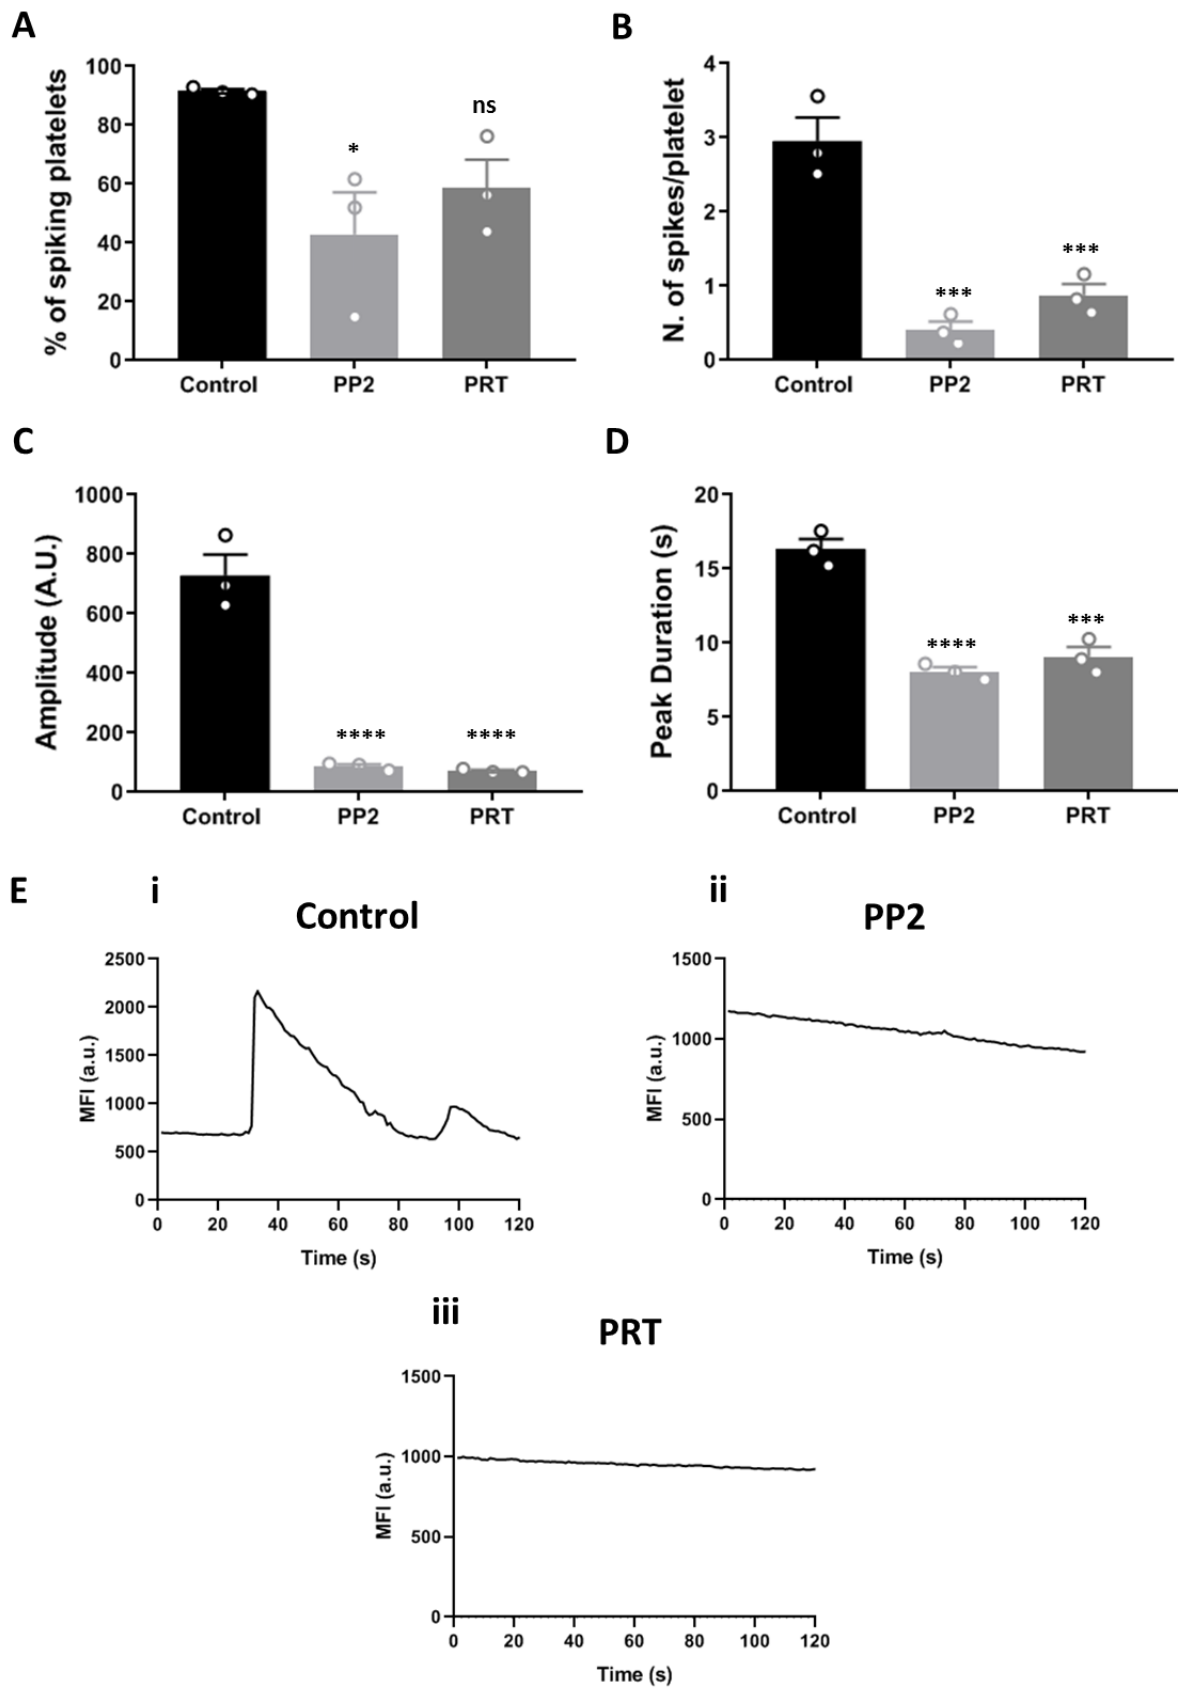 A
% of spiking platelets
100
80
60
40
20
0
*
ns
Control PP2 PRT
B
N. of spikes/platelet
4
3
2
1
0
***
***
Control PP2 PRT
C
Amplitude (A.U.)
1000
800
600
400
200
0
****
****
Control PP2 PRT
D
Peak Duration (s)
20
15
10
5
0
****
***
Control PP2 PRT
E
i
Control
MFI (a.u.)
2500
2000
1500
1000
500
0
0 20 40 60 80 100 120
Time (s)
ii
PP2
MFI (a.u.)
1500
1000
500
0
0 20 40 60 80 100 120
Time (s)
iii
PRT
MFI (a.u.)
1500
1000
500
0
0 20 40 60 80 100 120
Time (s)